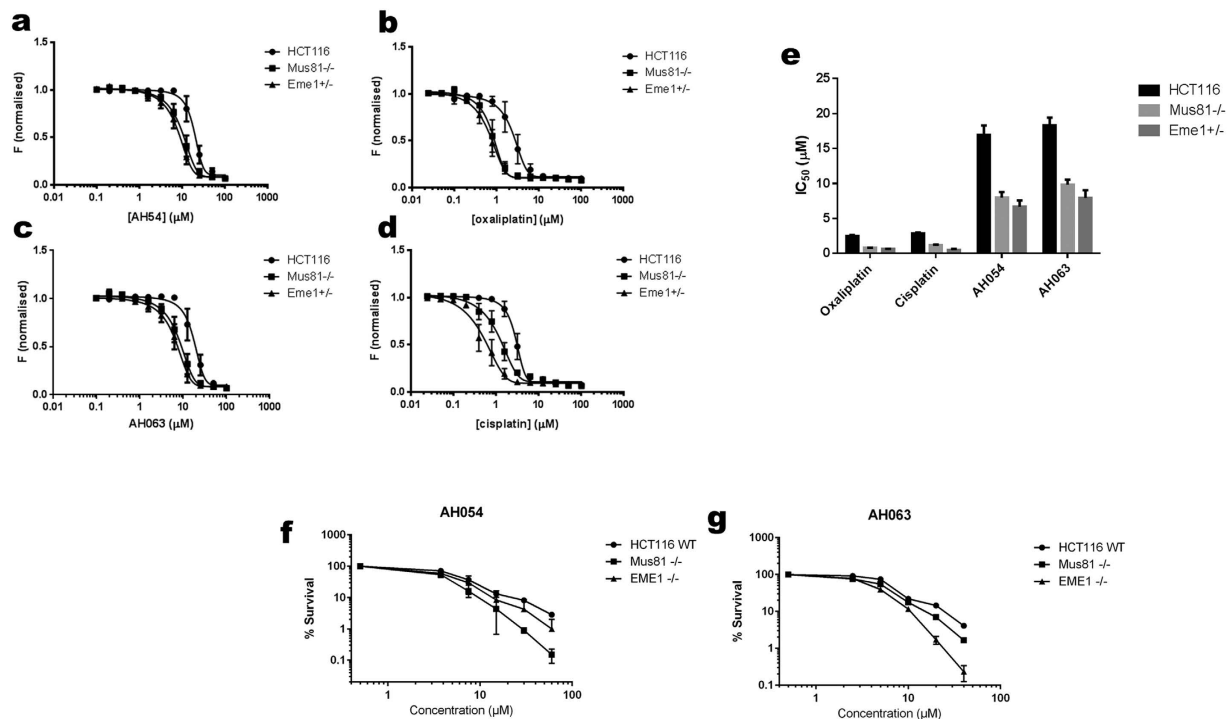 a
1.5
1.0
0.5
0.0
F (normalised)
0.01 0.1 1 10 100 1000
[AH54] (µM)
HCT116
Mus81-/-
Eme1+/-
b
1.5
1.0
0.5
0.0
F (normalised)
0.01 0.1 1 10 100 1000
[oxaliplatin] (µM)
HCT116
Mus81-/-
Eme1+/-
c
1.5
1.0
0.5
0.0
F (normalised)
0.01 0.1 1 10 100 1000
AH063 (µM)
HCT116
Mus81-/-
Eme1+/-
d
1.5
1.0
0.5
0.0
F (normalised)
0.01 0.1 1 10 100 1000
[cisplatin] (µM)
HCT116
Mus81-/-
Eme1+/-
e
25
20
15
10
5
0
IC50 (µM)
Oxaliplatin Cisplatin AH054 AH063
HCT116
Mus81-/-
Eme1+/-
f
AH054
1000
100
10
1
0.1
% Survival
1 10 100
Concentration (µM)
HCT116 WT
Mus81 -/-
EME1 -/-
g
AH063
1000
100
10
1
0.1
% Survival
1 10 100
Concentration (µM)
HCT116 WT
Mus81 -/-
EME1 -/-